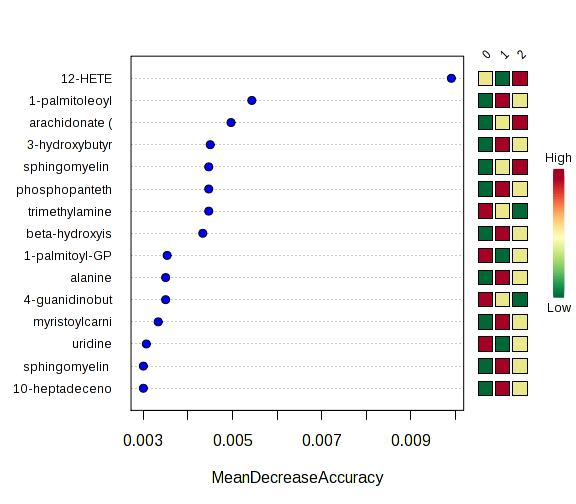 0 1 2
12-HETE
1-palmitoleoyl
arachidonate (
3-hydroxybutyr
sphingomyelin
phosphopanteth
trimethylamine
beta-hydroxyis
1-palmitoyl-GP
alanine
4-guanidinobut
myristoylcarni
uridine
sphingomyelin
10-heptadeceno
High
Low
0.003 0.005 0.007 0.009
MeanDecreaseAccuracy